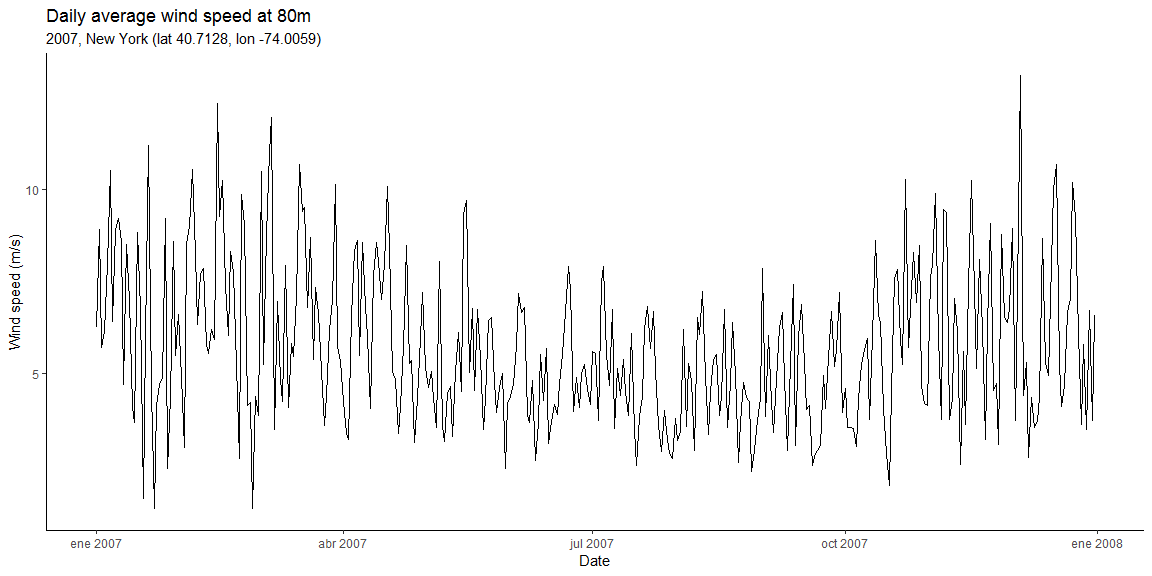 Daily average wind speed at 80m
2007, New York (lat 40.7128, lon -74.0059)
Wind speed (m/s)
10
5
ene 2007
abr 2007
jul 2007
oct 2007
ene 2008
Date